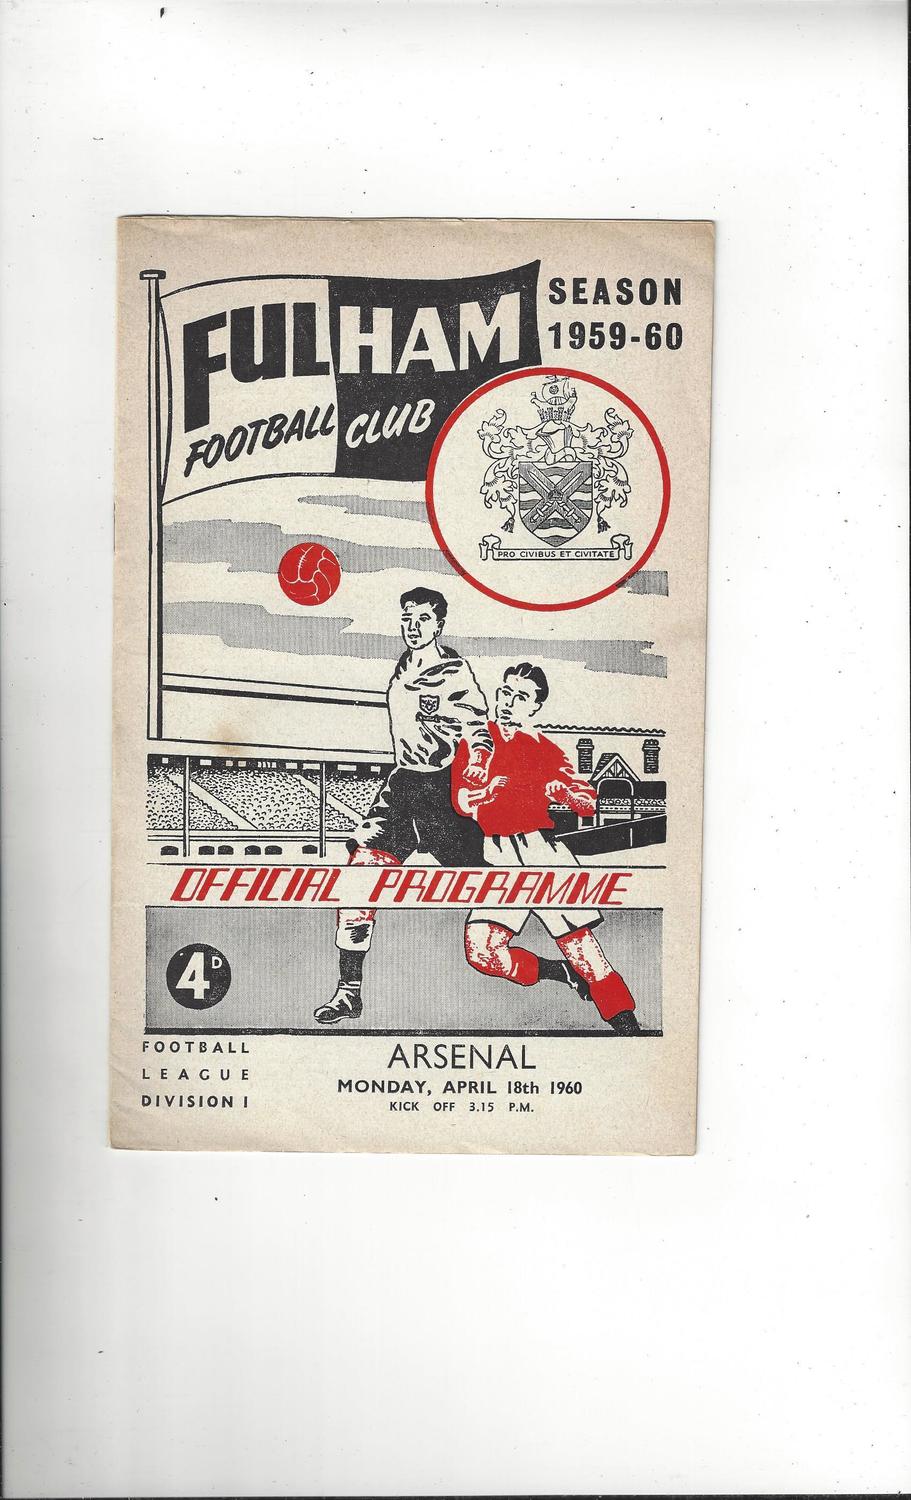 FULHAM
FOOTBALL CLUB
SEASON
1959-60
PRO CIVIBUS ET CIVITATE
OFFICIAL PROGRAMME
4D
FOOTBALL
LEAGUE
DIVISION I
ARSENAL
MONDAY, APRIL 18th 1960
KICK OFF 3.15 P.M.